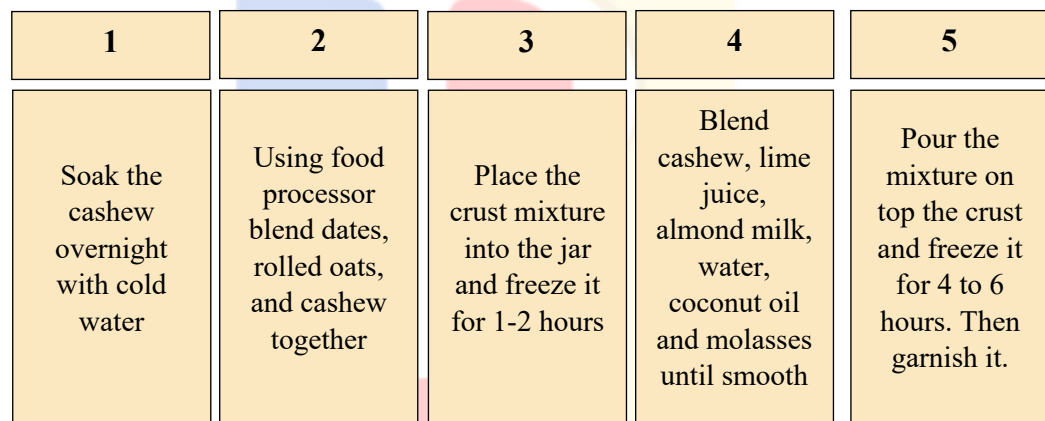 1
Soak the
cashew
overnight
with cold
water
2
Using food
processor
blend dates,
rolled oats,
and cashew
together
3
Place the
crust mixture
into the jar
and freeze it
for 1-2 hours
4
Blend
cashew, lime
juice,
almond milk,
water,
coconut oil
and molasses
until smooth
5
Pour the
mixture on
top the crust
and freeze it
for 4 to 6
hours. Then
garnish it.